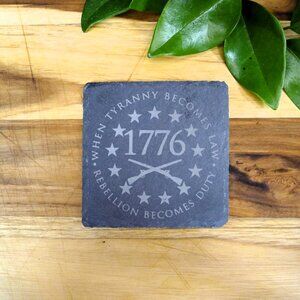 WHEN TYRANNY BECOMES LAW
1776
REBELLION BECOMES DUTY